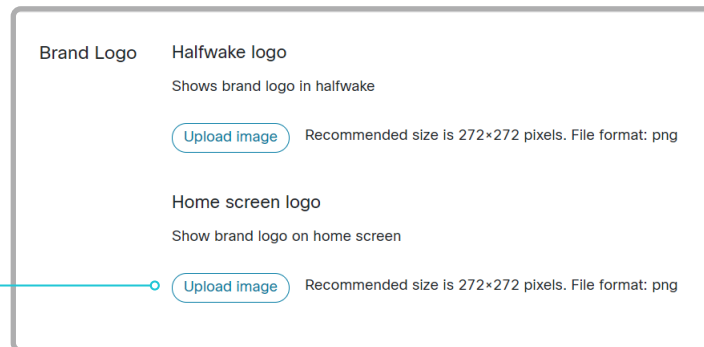 Brand Logo
Halfwake logo
Shows brand logo in halfwake
Upload image Recommended size is 272×272 pixels. File format: png
Home screen logo
Show brand logo on home screen
Upload image Recommended size is 272×272 pixels. File format: png